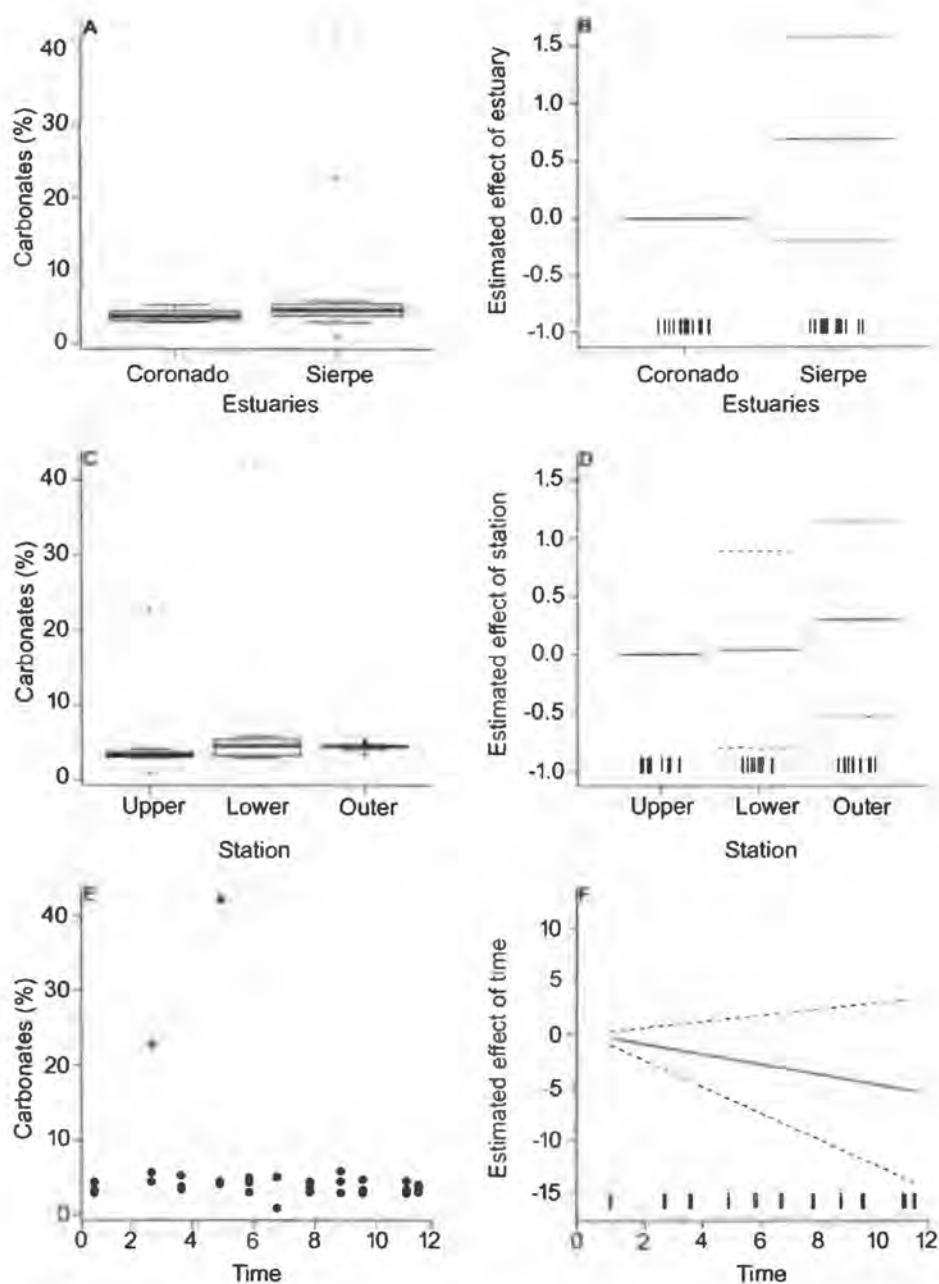 A
40
30
20
10
0
Carbonates (%)
Coronado Sierpe
Estuaries
B
1.5
1.0
0.5
0.0
-0.5
-1.0
Estimated effect of estuary
Coronado Sierpe
Estuaries
C
40
30
20
10
0
Carbonates (%)
Upper Lower Outer
Station
D
1.5
1.0
0.5
0.0
-0.5
-1.0
Estimated effect of station
Upper Lower Outer
Station
E
40
30
20
10
0
Carbonates (%)
0 2 4 6 8 10 12
Time
F
10
5
0
-5
-10
-15
Estimated effect of time
0 2 4 6 8 10 12
Time